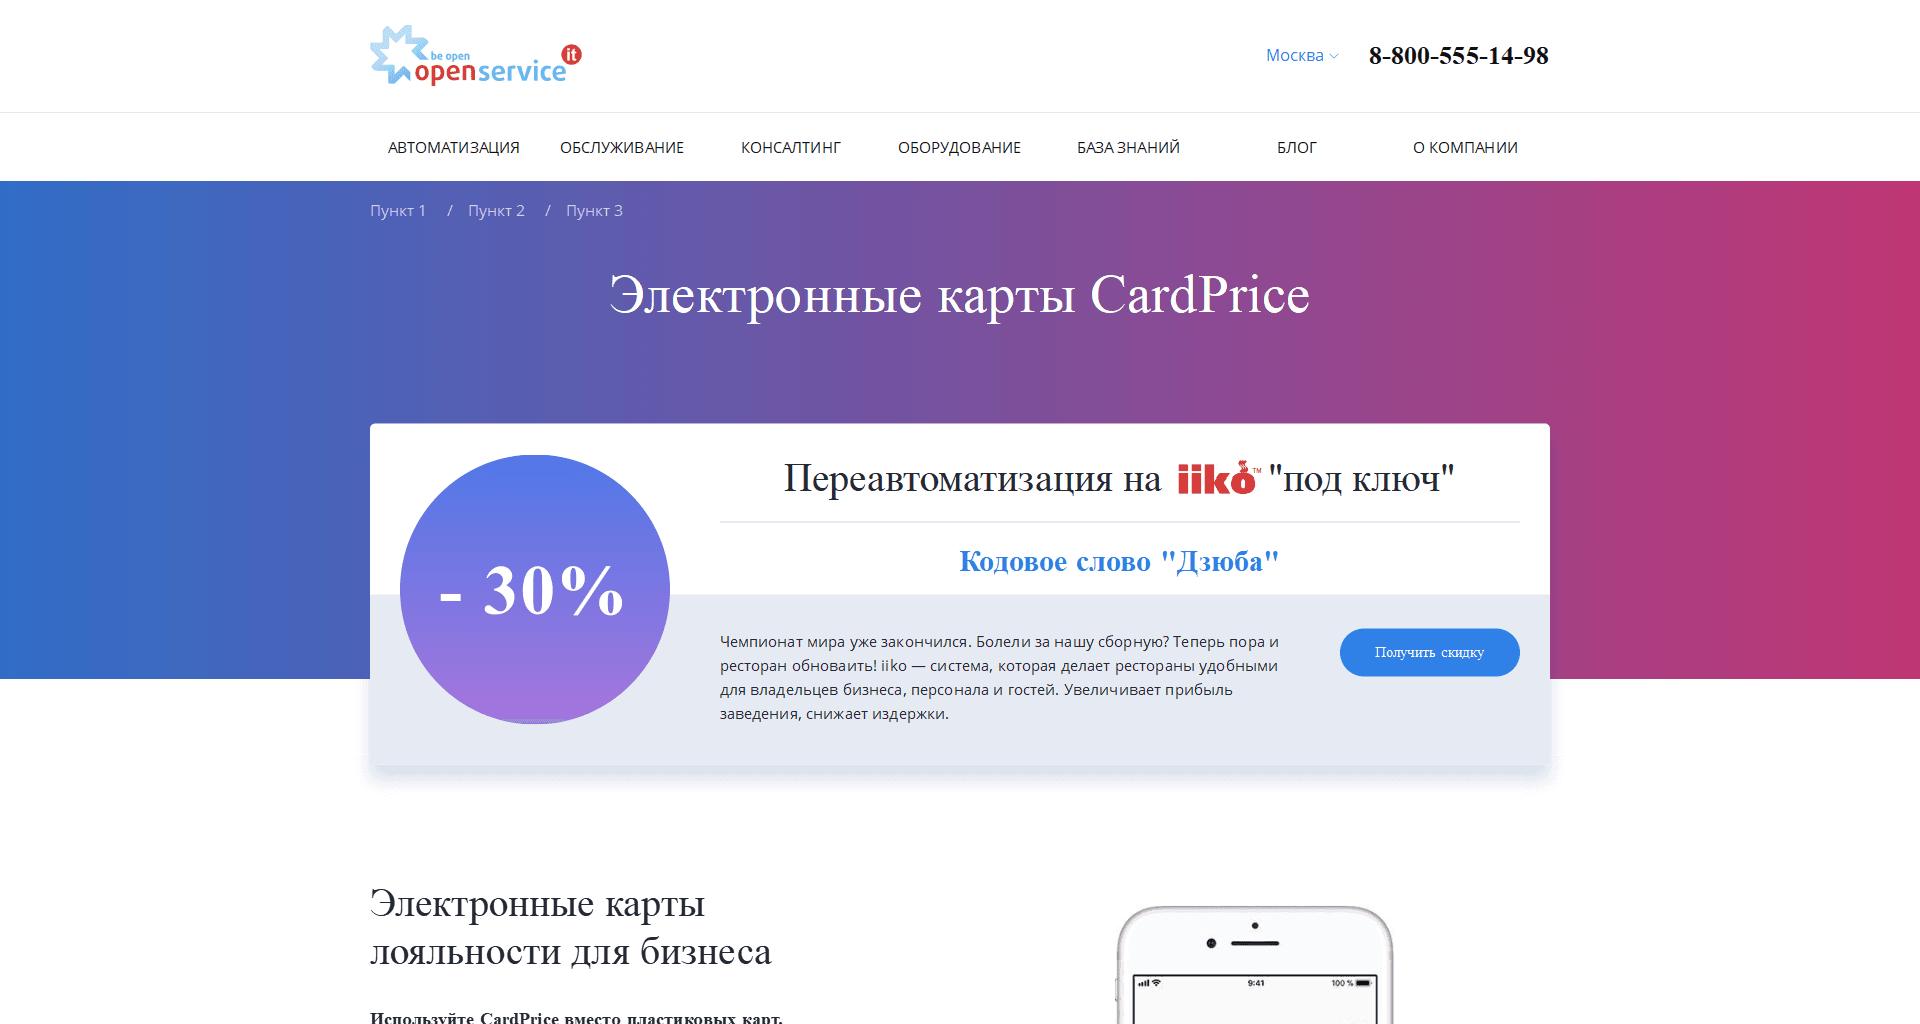 be open
openservice it
Москва
8-800-555-14-98
АВТОМАТИЗАЦИЯ ОБСЛУЖИВАНИЕ КОНСАЛТИНГ ОБОРУДОВАНИЕ БАЗА ЗНАНИЙ БЛОГ О КОМПАНИИ
Пункт 1 / Пункт 2 / Пункт 3
Электронные карты CardPrice
- 30%
Переавтоматизация на iiko™ "под ключ"
Кодовое слово "Дзюба"
Чемпионат мира уже закончился. Болели за нашу сборную? Теперь пора и
ресторан обноваить! iiko — система, которая делает рестораны удобными
для владельцев бизнеса, персонала и гостей. Увеличивает прибыль
заведения, снижает издержки.
Получить скидку
Электронные карты
лояльности для бизнеса
Используйте CardPrice вместо пластиковых карт.
9:41
100 %